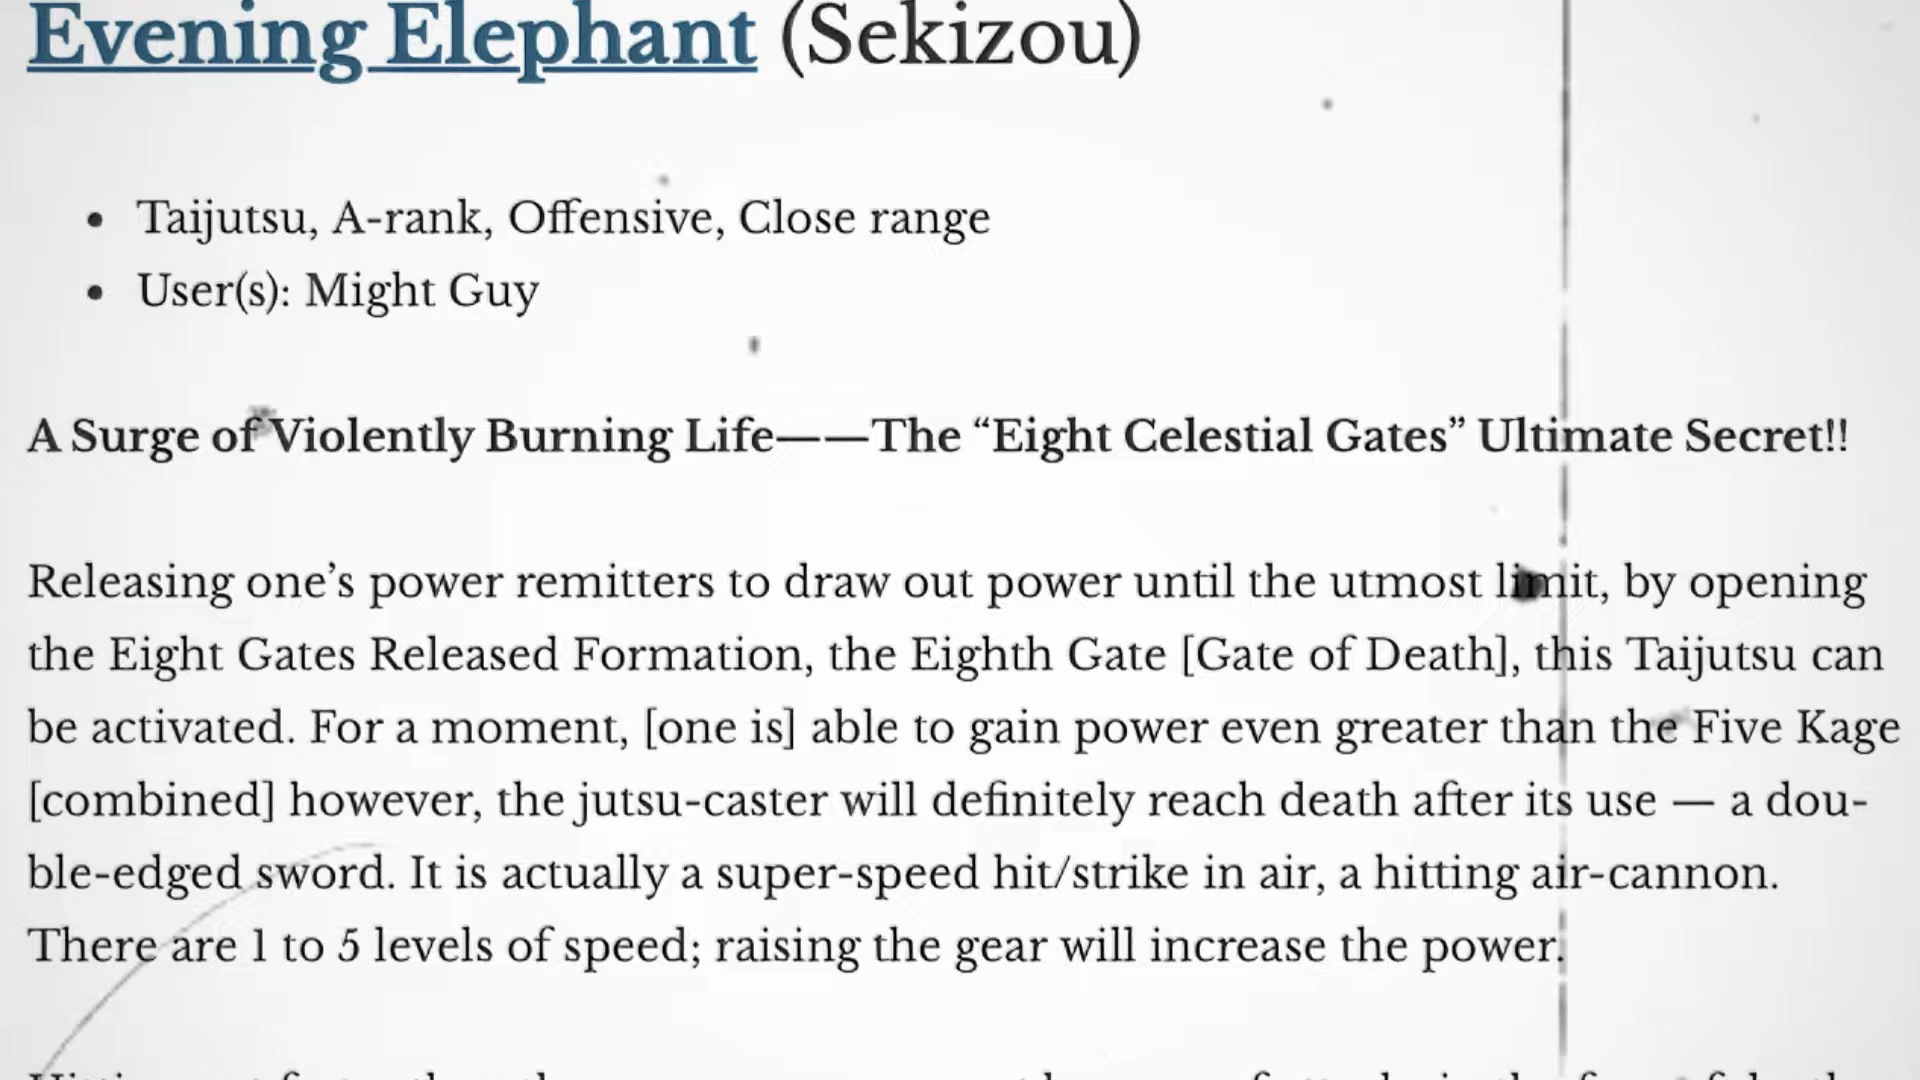 Evening Elephant (Sekizou)
• Taijutsu, A-rank, Offensive, Close range
• User(s): Might Guy
A Surge of Violently Burning Life——The “Eight Celestial Gates” Ultimate Secret!!
Releasing one’s power remitters to draw out power until the utmost limit, by opening
the Eight Gates Released Formation, the Eighth Gate [Gate of Death], this Taijutsu can
be activated. For a moment, [one is] able to gain power even greater than the Five Kage
[combined] however, the jutsu-caster will definitely reach death after its use — a dou-
ble-edged sword. It is actually a super-speed hit/strike in air, a hitting air-cannon.
There are 1 to 5 levels of speed; raising the gear will increase the power.